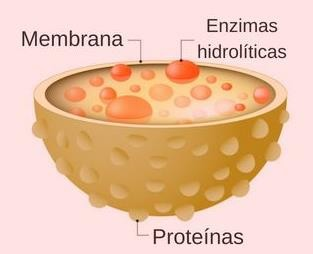 Membrana
Enzimas
hidrolíticas
Proteínas